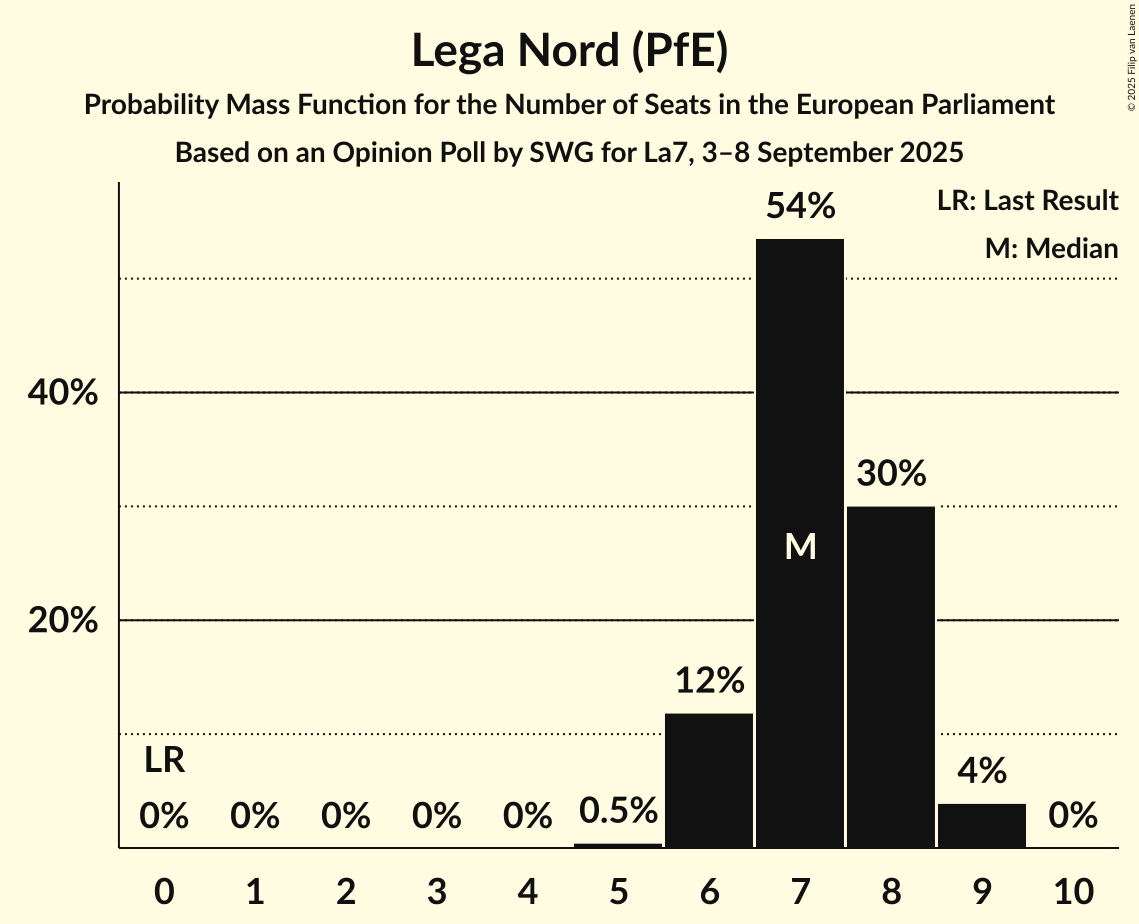 Lega Nord (PfE)
Probability Mass Function for the Number of Seats in the European Parliament
Based on an Opinion Poll by SWG for La7, 3–8 September 2025
© 2025 Filip van Laenen
LR: Last Result
M: Median
54%
40%
30%
M
20%
12%
LR
4%
0% 0% 0% 0% 0% 0.5% 0%
0 1 2 3 4 5 6 7 8 9 10